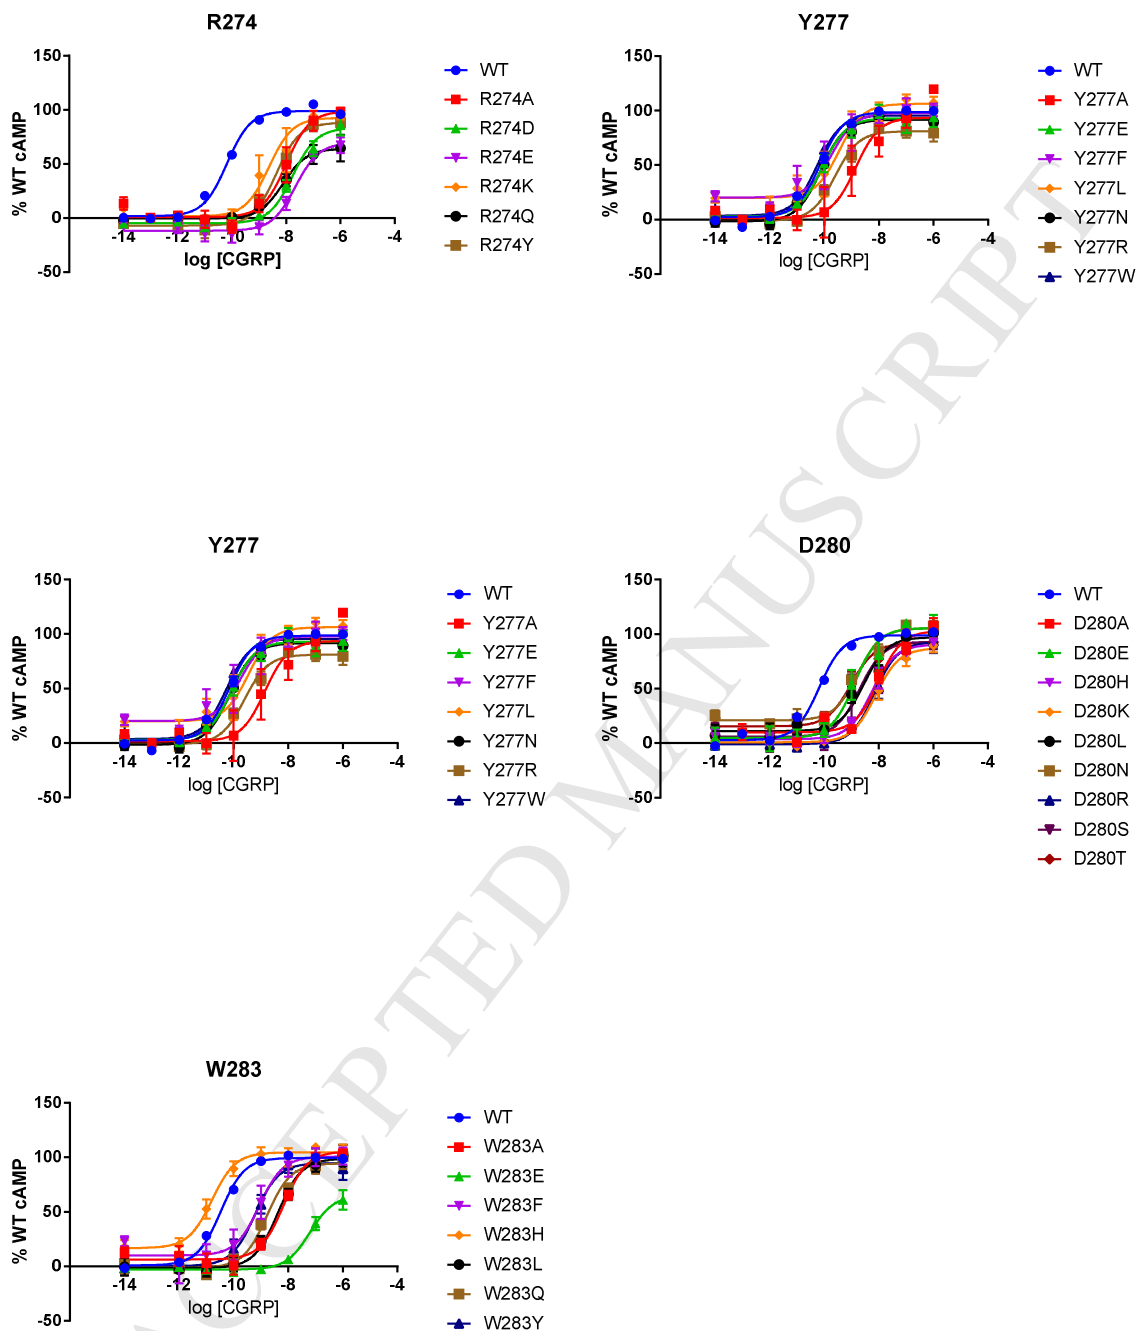 R274
150
100
50
0
-50
% WT cAMP
-14
-12
-10
-8
-6
-4
log [CGRP]
WT
R274A
R274D
R274E
R274K
R274Q
R274Y
Y277
150
100
50
0
-50
% WT cAMP
-14
-12
-10
-8
-6
-4
log [CGRP]
WT
Y277A
Y277E
Y277F
Y277L
Y277N
Y277R
Y277W
Y277
150
100
50
0
-50
% WT cAMP
-14
-12
-10
-8
-6
-4
log [CGRP]
WT
Y277A
Y277E
Y277F
Y277L
Y277N
Y277R
Y277W
D280
150
100
50
0
-50
% WT cAMP
-14
-12
-10
-8
-6
-4
log [CGRP]
WT
D280A
D280E
D280H
D280K
D280L
D280N
D280R
D280S
D280T
W283
150
100
50
0
-50
% WT cAMP
-14
-12
-10
-8
-6
-4
log [CGRP]
WT
W283A
W283E
W283F
W283H
W283L
W283Q
W283Y
ACCEPTED MANUSCRIPT